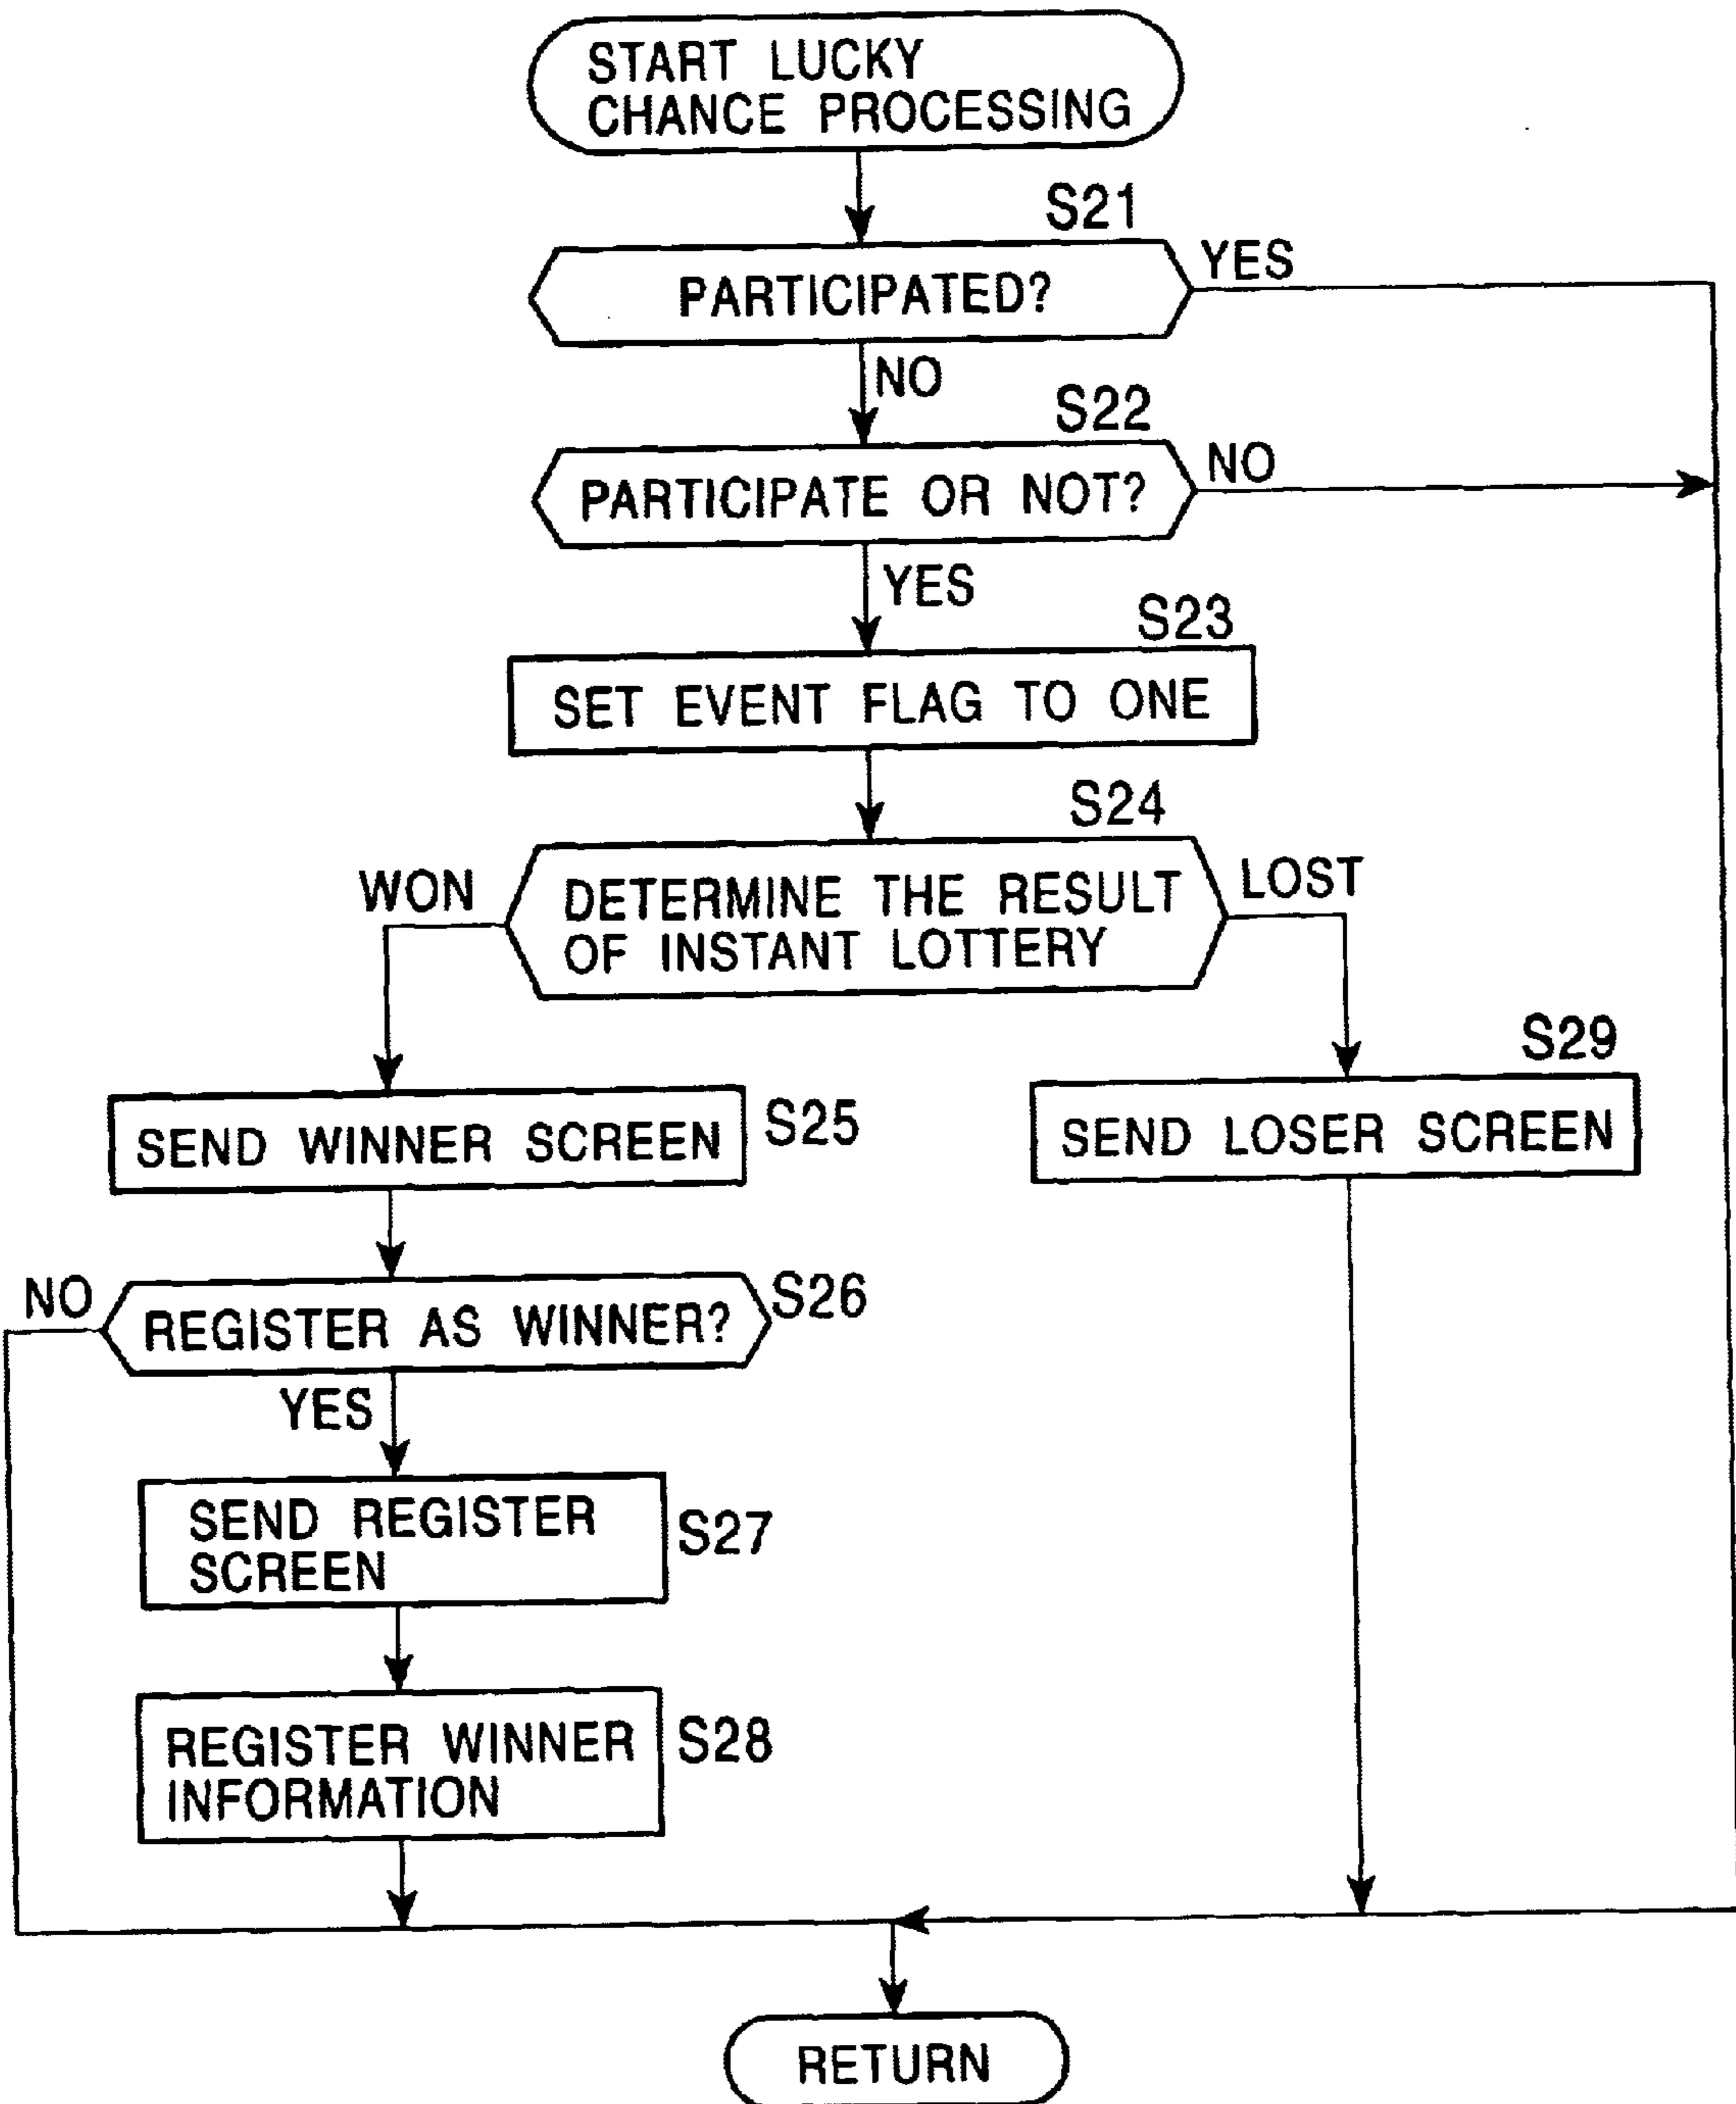 START LUCKY
CHANCE PROCESSING
S21
PARTICIPATED?
YES
NO
S22
PARTICIPATE OR NOT?
NO
YES
S23
SET EVENT FLAG TO ONE
S24
WON
DETERMINE THE RESULT
OF INSTANT LOTTERY
LOST
S25
SEND WINNER SCREEN
S29
SEND LOSER SCREEN
NO
REGISTER AS WINNER?
S26
YES
SEND REGISTER
SCREEN
S27
REGISTER WINNER
INFORMATION
S28
RETURN